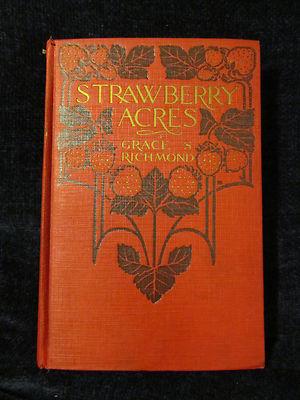 STRAWBERRY
ACRES
GRACE S
RICHMOND